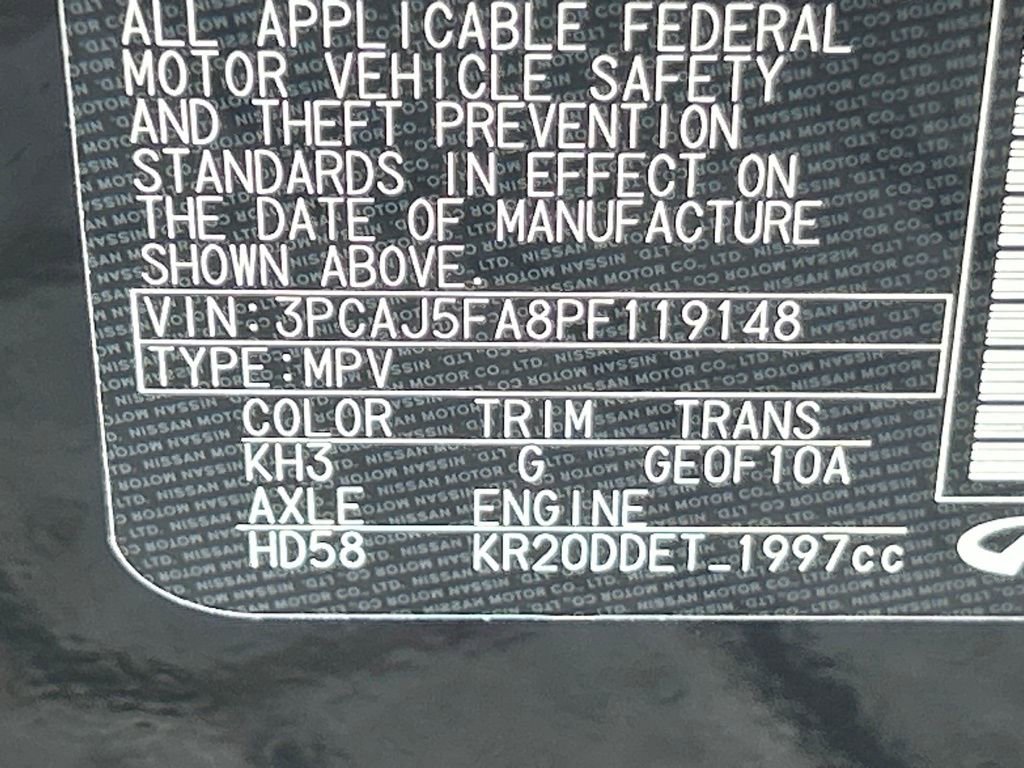 ALL APPLICABLE FEDERAL
MOTOR VEHICLE SAFETY
AND THEFT PREVENTION
STANDARDS IN EFFECT ON
THE DATE OF MANUFACTURE
SHOWN ABOVE.
VIN:3PCAJ5FA8PF119148
TYPE:MPV
COLOR TRIM TRANS
KH3 G GE0F10A
AXLE ENGINE
HD58 KR20DDET_1997cc